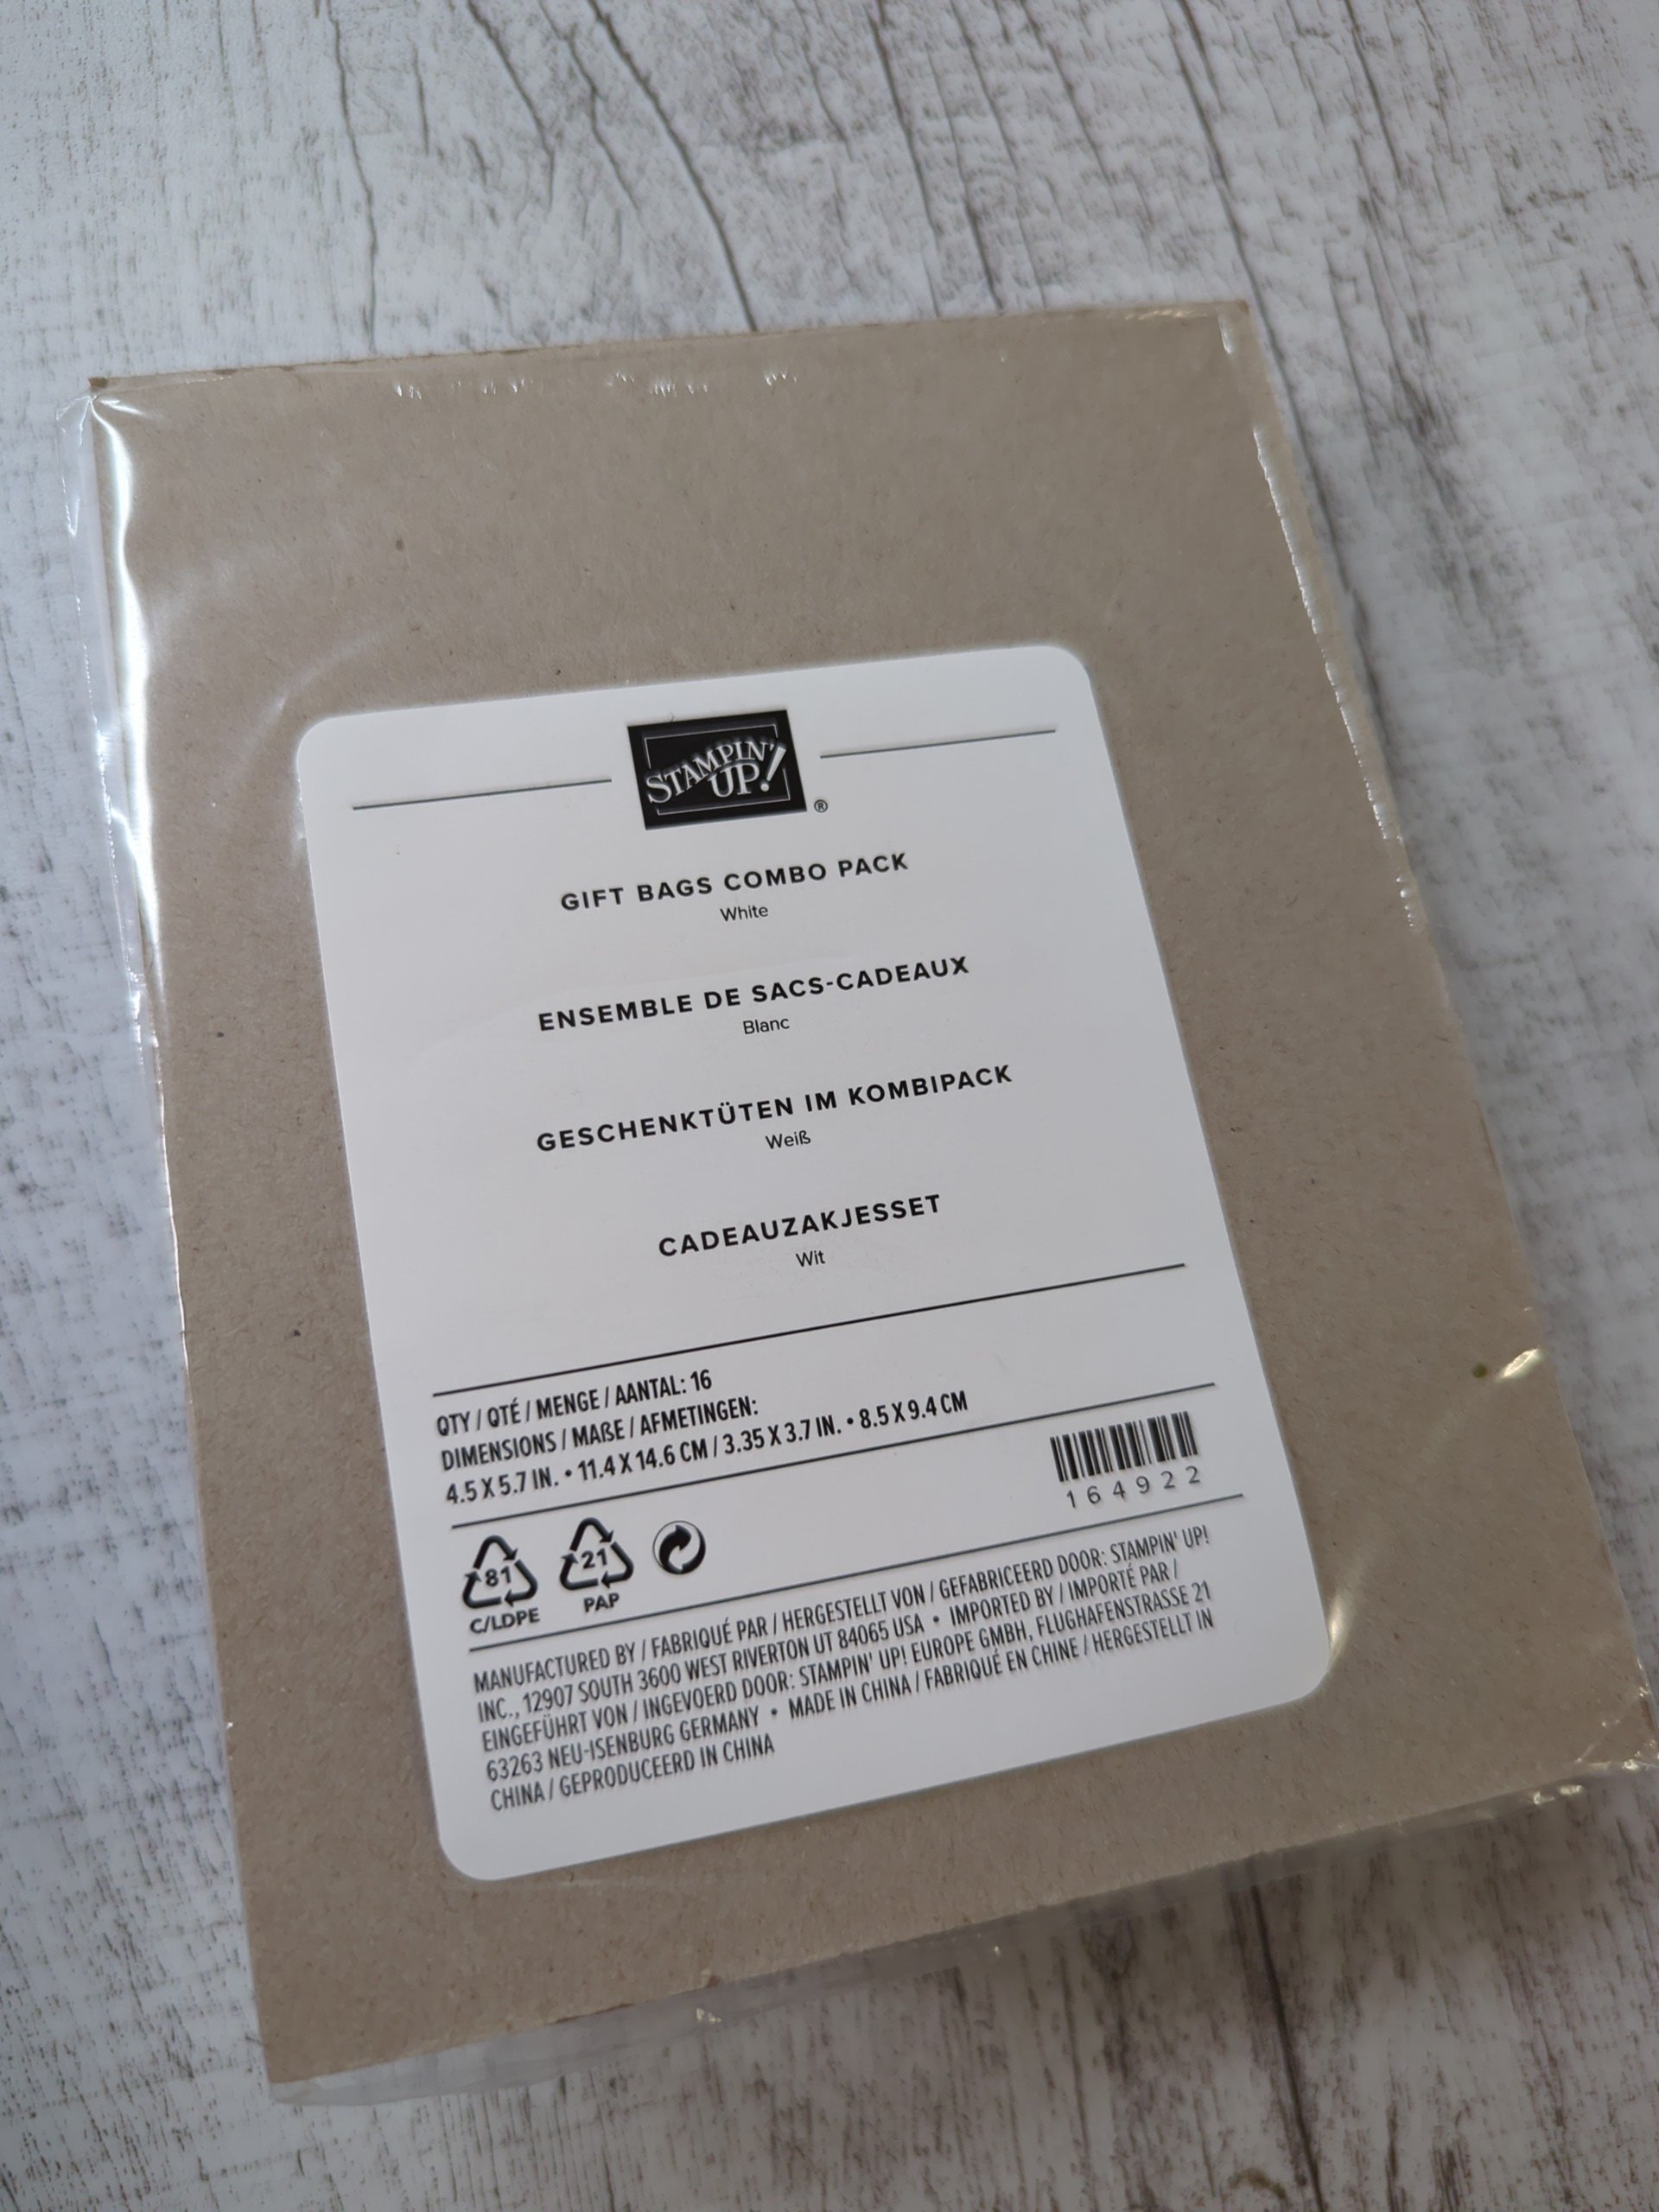 STAMPIN' UP! ®
GIFT BAGS COMBO PACK
White
ENSEMBLE DE SACS-CADEAUX
Blanc
GESCHENKTÜTEN IM KOMBIPACK
Weiß
CADEAUZAKJESSET
Wit
QTY / QTÉ / MENGE / AANTAL: 16
DIMENSIONS / MAßE / AFMETINGEN:
4.5 X 5.7 IN. • 11.4 X 14.6 CM / 3.35 X 3.7 IN. • 8.5 X 9.4 CM
164922
81 21
C/LDPE PAP
MANUFACTURED BY / FABRIQUÉ PAR / HERGESTELLT VON / GEFABRICEERD DOOR: STAMPIN' UP!
INC., 12907 SOUTH 3600 WEST RIVERTON UT 84065 USA • IMPORTED BY / IMPORTÉ PAR /
EINGEFÜHRT VON / INGEVOERD DOOR: STAMPIN' UP! EUROPE GMBH, FLUGHAFENSTRASSE 21
63263 NEU-ISENBURG GERMANY • MADE IN CHINA / FABRIQUÉ EN CHINE / HERGESTELLT IN
CHINA / GEPRODUCEERD IN CHINA